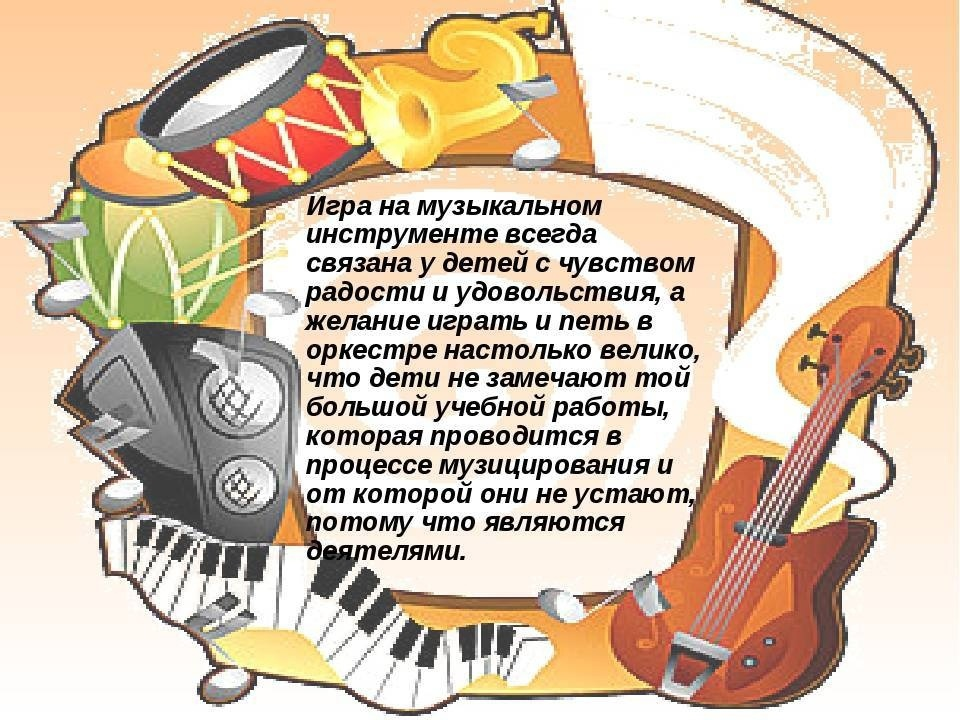 Игра на музыкальном
инструменте всегда
связана у детей с чувством
радости и удовольствия, а
желание играть и петь в
оркестре настолько велико,
что дети не замечают той
большой учебной работы,
которая проводится в
процессе музицирования и
от которой они не устают,
потому что являются
деятелями.